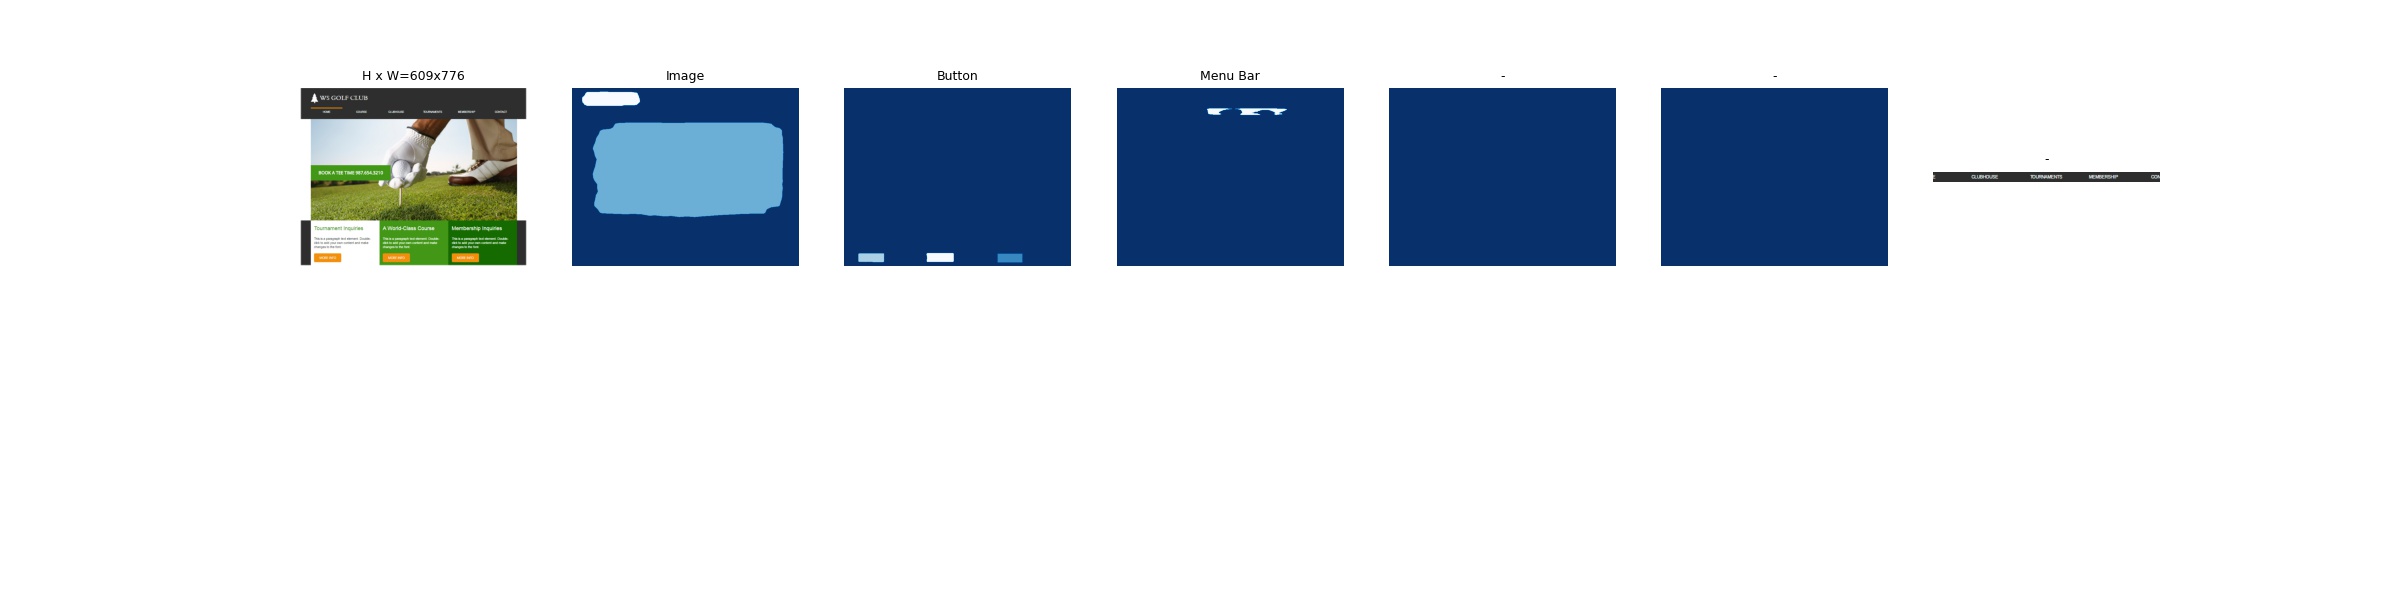 H x W=609x776
Image
Button
Menu Bar
-
-
-
WS GOLF CLUB
HOME COURSE CLUBHOUSE TOURNAMENTS MEMBERSHIP CONTACT
BOOK A TEE TIME 987.654.3210
Tournament Inquiries
This is a paragraph text element. Double
click to add your own content and make
changes to the font.
MORE INFO
A World-Class Course
This is a paragraph text element. Double
click to add your own content and make
changes to the font.
MORE INFO
Membership Inquiries
This is a paragraph text element. Double
click to add your own content and make
changes to the font.
MORE INFO
E CLUBHOUSE TOURNAMENTS MEMBERSHIP CON